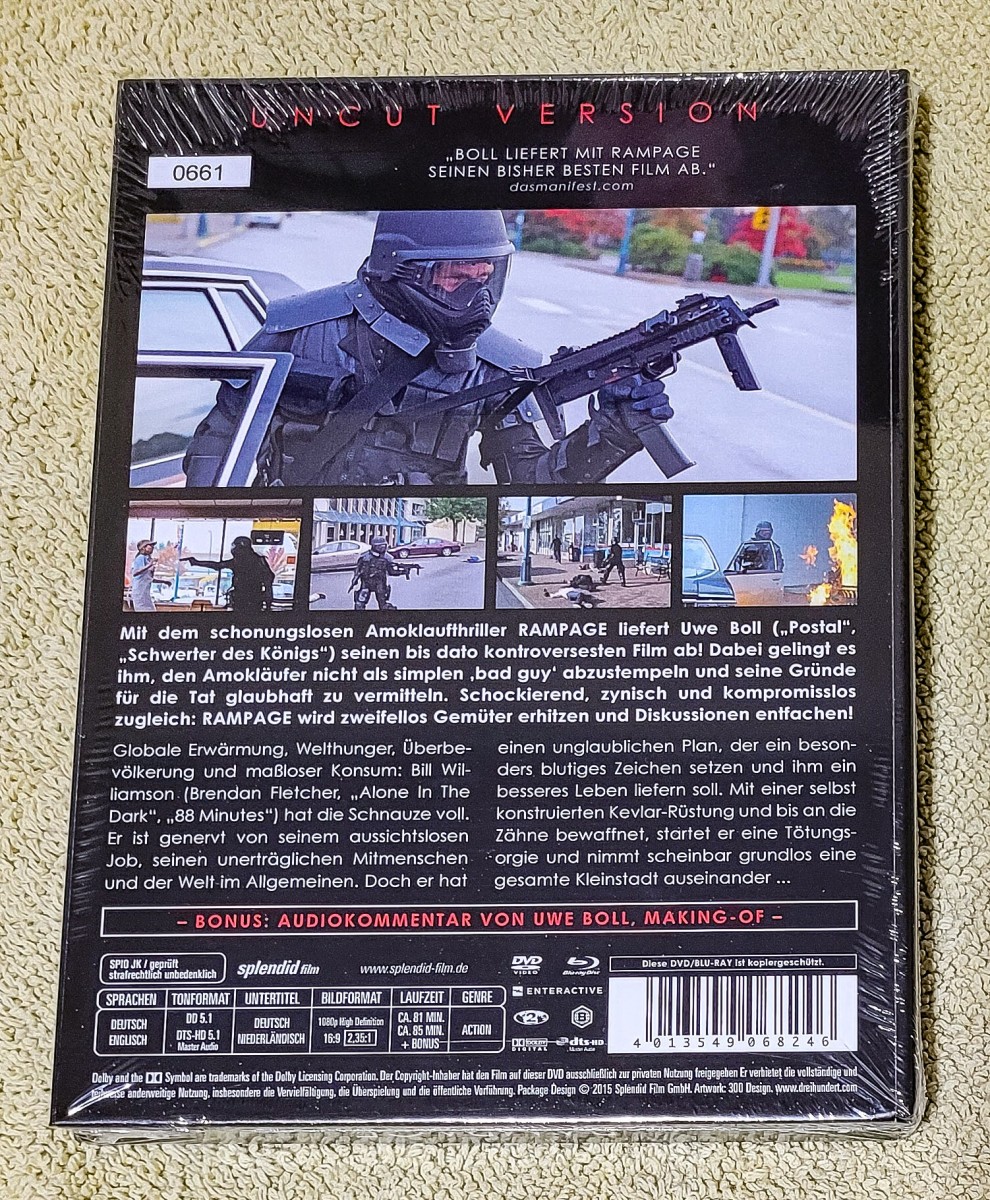 UNCUT VERSION
0661
„BOLL LIEFERT MIT RAMPAGE
SEINEN BISHER BESTEN FILM AB.“
dasmanifest.com
Mit dem schonungslosen Amoklaufthriller RAMPAGE liefert Uwe Boll („Postal“,
„Schwerter des Königs“) seinen bis dato kontroversesten Film ab! Dabei gelingt es
ihm, den Amokläufer nicht als simplen ‚bad guy‘ abzustempeln und seine Gründe
für die Tat glaubhaft zu vermitteln. Schockierend, zynisch und kompromisslos
zugleich: RAMPAGE wird zweifellos Gemüter erhitzen und Diskussionen entfachen!
Globale Erwärmung, Welthunger, Überbe-
völkerung und maßloser Konsum: Bill Wil-
liamson (Brendan Fletcher, „Alone In The
Dark“, „88 Minutes“) hat die Schnauze voll.
Er ist genervt von seinem aussichtslosen
Job, seinen unerträglichen Mitmenschen
und der Welt im Allgemeinen. Doch er hat
einen unglaublichen Plan, der ein beson-
ders blutiges Zeichen setzen und ihm ein
besseres Leben liefern soll. Mit einer selbst
konstruierten Kevlar-Rüstung und bis an die
Zähne bewaffnet, startet er eine Tötungs-
orgie und nimmt scheinbar grundlos eine
gesamte Kleinstadt auseinander ...
– BONUS: AUDIOKOMMENTAR VON UWE BOLL, MAKING-OF –
SPIO JK / geprüft
strafrechtlich unbedenklich
splendid film
www.splendid-film.de
DVD VIDEO
Blu-ray Disc
Diese DVD/BLU-RAY ist kopiergeschützt.
SPRACHEN TONFORMAT UNTERTITEL BILDFORMAT LAUFZEIT GENRE
DEUTSCH
ENGLISCH
DD 5.1
DTS-HD 5.1
Master Audio
DEUTSCH
NIEDERLÄNDISCH
1080p High Definition
16:9 2,35:1
CA. 81 MIN.
CA. 85 MIN.
+ BONUS
ACTION
ENTERACTIVE
2
B
DOLBY DIGITAL
dts-HD
Master Audio
4 013549 068246
Dolby and the Symbol are trademarks of the Dolby Licensing Corporation. Der Copyright-Inhaber hat den Film auf dieser DVD ausschließlich zur privaten Nutzung freigegeben Er verbietet die vollständige und
teilweise anderweitige Nutzung, insbesondere die Vervielfältigung, die Überspielung und die öffentliche Vorführung. Package Design © 2015 Splendid Film GmbH. Artwork: 300 Design, www.dreihundert.com